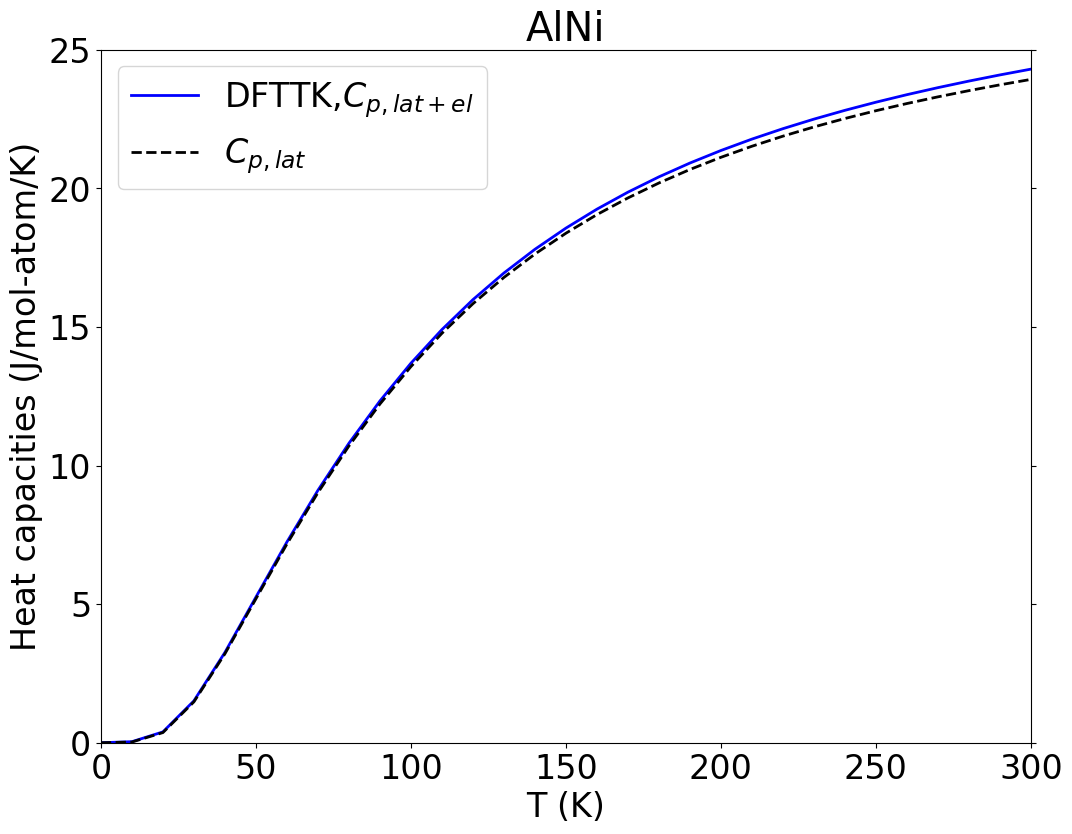 AlNi
DFTTK,C_{p,lat+el}
C_{p,lat}
Heat capacities (J/mol-atom/K)
25
20
15
10
5
0
0 50 100 150 200 250 300
T (K)